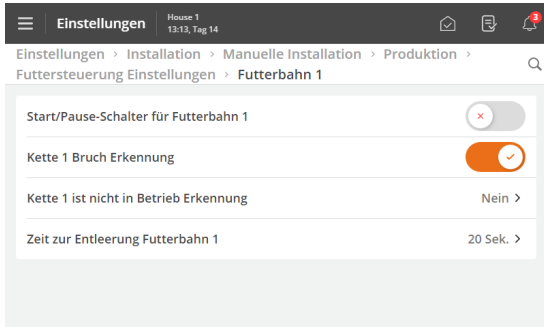 Einstellungen
House 1
13:13, Tag 14
3
Einstellungen > Installation > Manuelle Installation > Produktion >
Futtersteuerung Einstellungen > Futterbahn 1
Start/Pause-Schalter für Futterbahn 1
Kette 1 Bruch Erkennung
Kette 1 ist nicht in Betrieb Erkennung Nein >
Zeit zur Entleerung Futterbahn 1 20 Sek. >